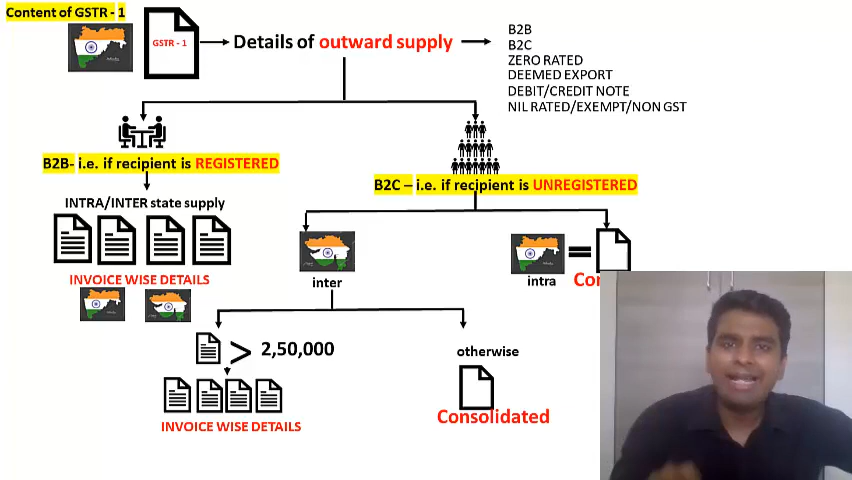 Content of GSTR - 1
GSTR - 1
Details of outward supply
B2B
B2C
ZERO RATED
DEEMED EXPORT
DEBIT/CREDIT NOTE
NIL RATED/EXEMPT/NON GST
B2B- i.e. if recipient is REGISTERED
B2C – i.e. if recipient is UNREGISTERED
INTRA/INTER state supply
INVOICE WISE DETAILS
inter
=
intra
> 2,50,000
otherwise
INVOICE WISE DETAILS
Consolidated